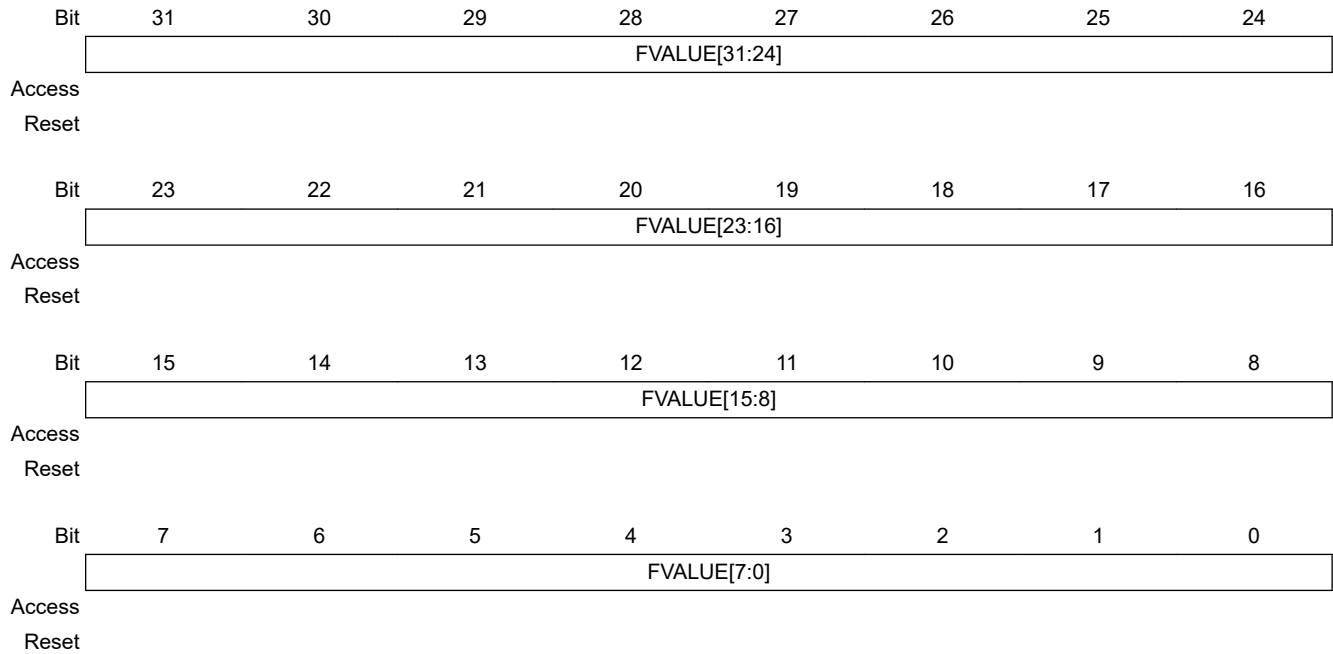 Bit 31 30 29 28 27 26 25 24
FVALUE[31:24]
Access
Reset
Bit 23 22 21 20 19 18 17 16
FVALUE[23:16]
Access
Reset
Bit 15 14 13 12 11 10 9 8
FVALUE[15:8]
Access
Reset
Bit 7 6 5 4 3 2 1 0
FVALUE[7:0]
Access
Reset